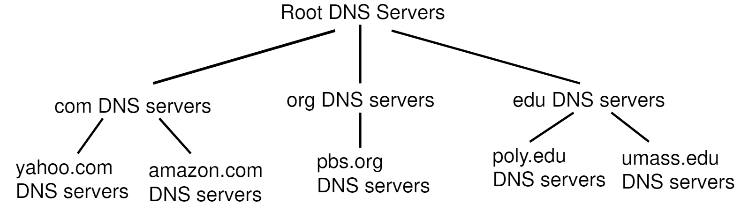 Root DNS Servers
com DNS servers
org DNS servers
edu DNS servers
yahoo.com
DNS servers
amazon.com
DNS servers
pbs.org
DNS servers
poly.edu
DNS servers
umass.edu
DNS servers